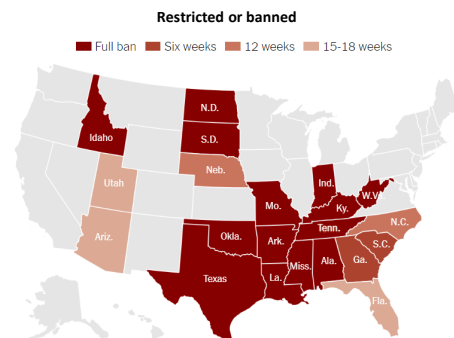 Restricted or banned
Full ban Six weeks 12 weeks 15-18 weeks
N.D.
Idaho
S.D.
Neb.
Utah
Ind.
W.V.
Mo.
Ky.
N.C.
Ariz.
Okla.
Ark.
Tenn.
S.C.
Miss.
Ala.
Ga.
Texas
La.
Fla.